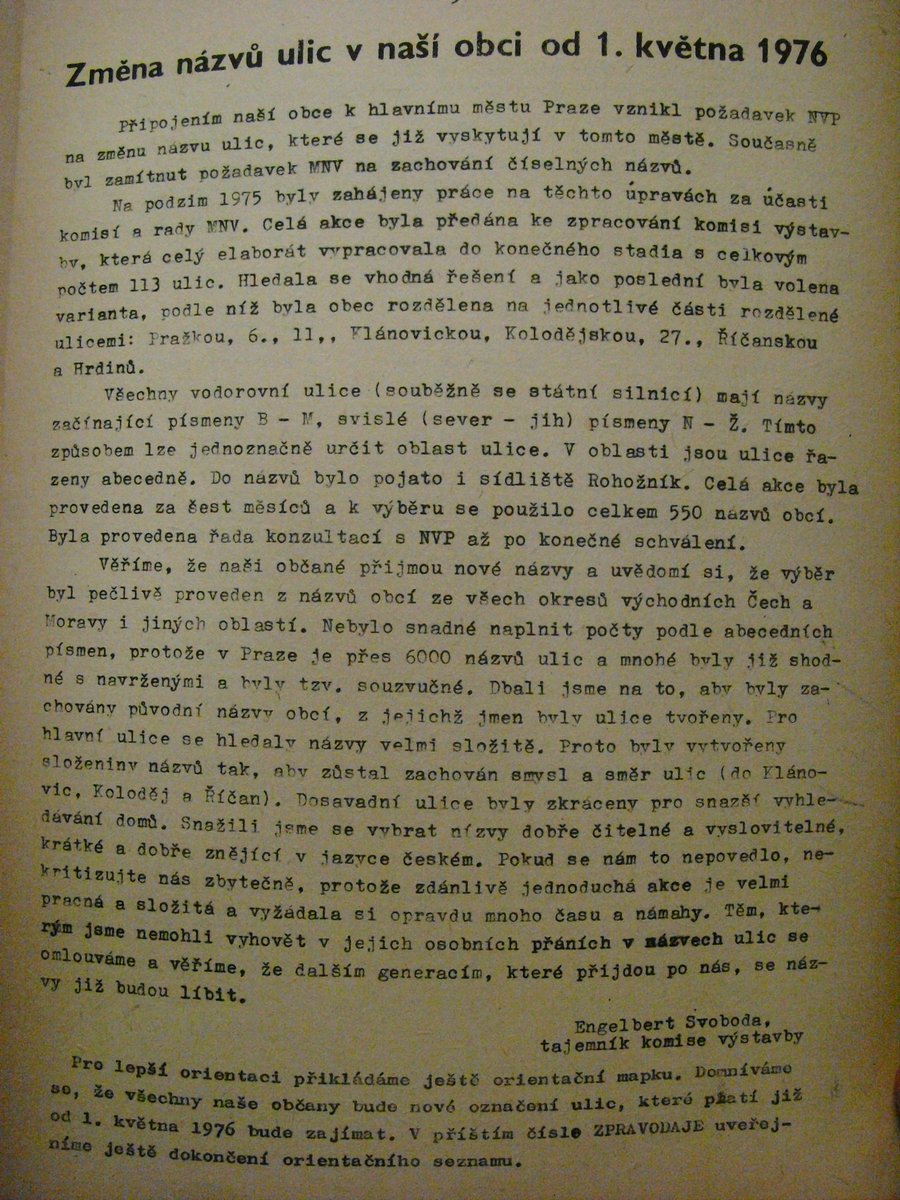 Změna názvů ulic v naší obci od 1. května 1976
Připojením naší obce k hlavnímu městu Praze vznikl požadavek NVP
na změnu názvu ulic, které se již vyskytují v tomto městě. Současně
byl zamítnut požadavek MNV na zachování číselných názvů.
Na podzim 1975 byly zahájeny práce na těchto úpravách za účasti
komisí a rady MNV. Celá akce byla předána ke zpracování komisi výstav-
by, která celý elaborát vypracovala do konečného stadia s celkovým
počtem 113 ulic. Hledala se vhodná řešení a jako poslední byla volena
varianta, podle níž byla obec rozdělena na jednotlivé části rozdělené
ulicemi: Pražkou, 6., 11,, Klánovickou, Kolodějskou, 27., Říčanskou
a Hrdinů.
Všechny vodorovní ulice (souběžně se státní silnicí) mají názvy
začínající písmeny B - M, svislé (sever - jih) písmeny N - Ž. Tímto
způsobem lze jednoznačně určit oblast ulice. V oblasti jsou ulice řa-
zeny abecedně. Do názvů bylo pojato i sídliště Rohožník. Celá akce byla
provedena za šest měsíců a k výběru se použilo celkem 550 názvů obcí.
Byla provedena řada konzultací s NVP až po konečné schválení.
Věříme, že naši občané přijmou nové názvy a uvědomí si, že výběr
byl pečlivě proveden z názvů obcí ze všech okresů východních Čech a
Moravy i jiných oblastí. Nebylo snadné naplnit počty podle abecedních
písmen, protože v Praze je přes 6000 názvů ulic a mnohé byly již shod-
né s navrženými a byly tzv. souzvučné. Dbali jsme na to, aby byly za-
chovány původní názvy obcí, z jejichž jmen byly ulice tvořeny. Pro
hlavní ulice se hledaly názvy velmi složitě. Proto byly vytvořeny
složeniny názvů tak, aby zůstal zachován smysl a směr ulic (do Kláno-
vic, Koloděj a Říčan). Dosavadní ulice byly zkráceny pro snazší vyhle-
dávání domů. Snažili jsme se vybrat názvy dobře čitelné a vyslovitelné,
krátké a dobře znějící v jazyce českém. Pokud se nám to nepovedlo, ne-
kritizujte nás zbytečně, protože zdánlivě jednoduchá akce je velmi
pracná a složitá a vyžádala si opravdu mnoho času a námahy. Těm, kte-
rým jsme nemohli vyhovět v jejich osobních přáních v názvech ulic se
omlouváme a věříme, že dalším generacím, které přijdou po nás, se náz-
vy již budou líbit.
Engelbert Svoboda,
tajemník komise výstavby
Pro lepší orientaci přikládáme ještě orientační mapku. Domníváme
se, že všechny naše občany bude nové označení ulic, které platí již
od 1. května 1976 bude zajímat. V příštím čísle ZPRAVODAJE uveřej-
níme ještě dokončení orientačního seznamu.